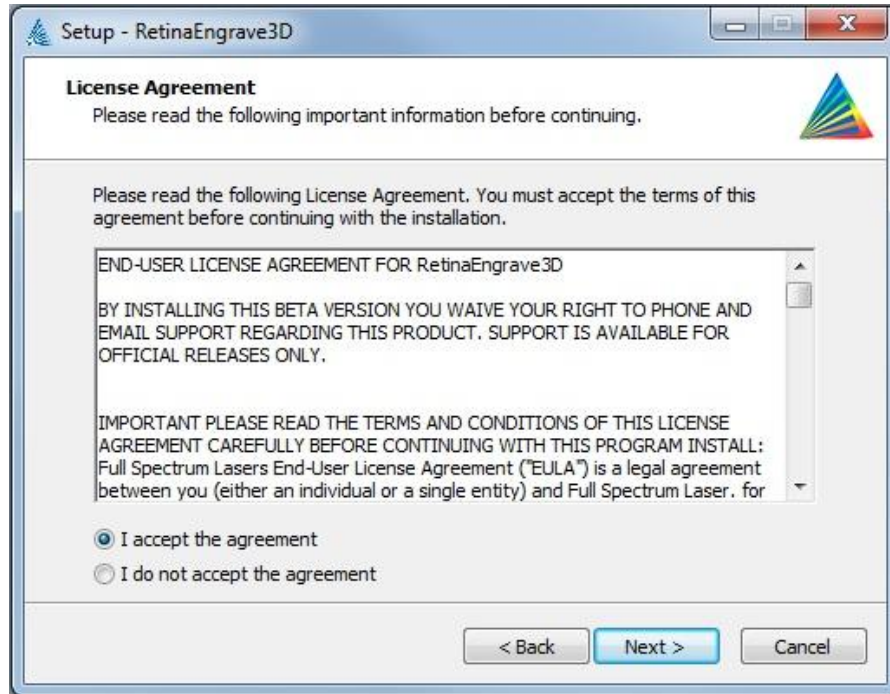 Setup - RetinaEngrave3D
License Agreement
Please read the following important information before continuing.
Please read the following License Agreement. You must accept the terms of this
agreement before continuing with the installation.
END-USER LICENSE AGREEMENT FOR RetinaEngrave3D
BY INSTALLING THIS BETA VERSION YOU WAIVE YOUR RIGHT TO PHONE AND
EMAIL SUPPORT REGARDING THIS PRODUCT. SUPPORT IS AVAILABLE FOR
OFFICIAL RELEASES ONLY.
IMPORTANT PLEASE READ THE TERMS AND CONDITIONS OF THIS LICENSE
AGREEMENT CAREFULLY BEFORE CONTINUING WITH THIS PROGRAM INSTALL:
Full Spectrum Lasers End-User License Agreement ("EULA") is a legal agreement
between you (either an individual or a single entity) and Full Spectrum Laser. for
I accept the agreement
I do not accept the agreement
< Back Next > Cancel